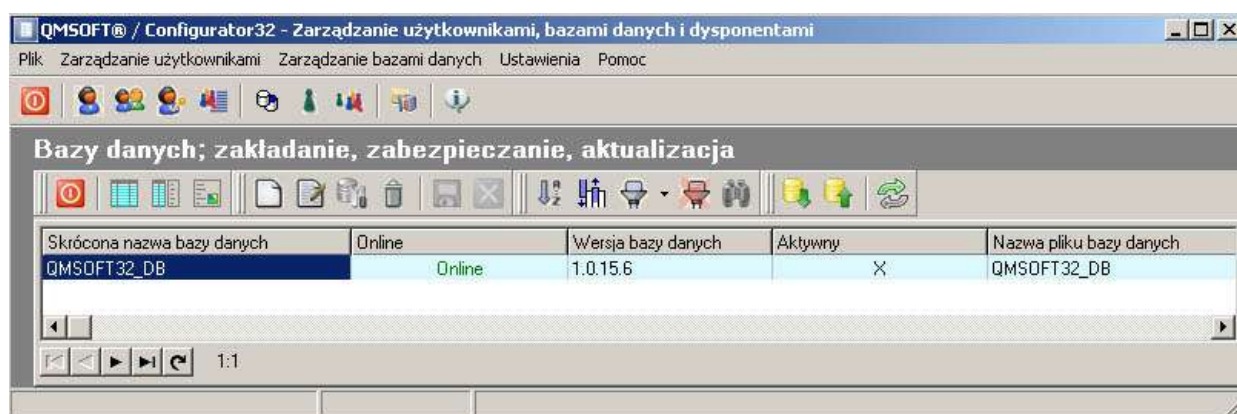 QMSOFT® / Configurator32 - Zarządzanie użytkownikami, bazami danych i dysponentami
Plik Zarządzanie użytkownikami Zarządzanie bazami danych Ustawienia Pomoc
Bazy danych; zakładanie, zabezpieczanie, aktualizacja
Skrócona nazwa bazy danych Online Wersja bazy danych Aktywny Nazwa pliku bazy danych
QMSOFT32_DB Online 1.0.15.6 X QMSOFT32_DB
1:1